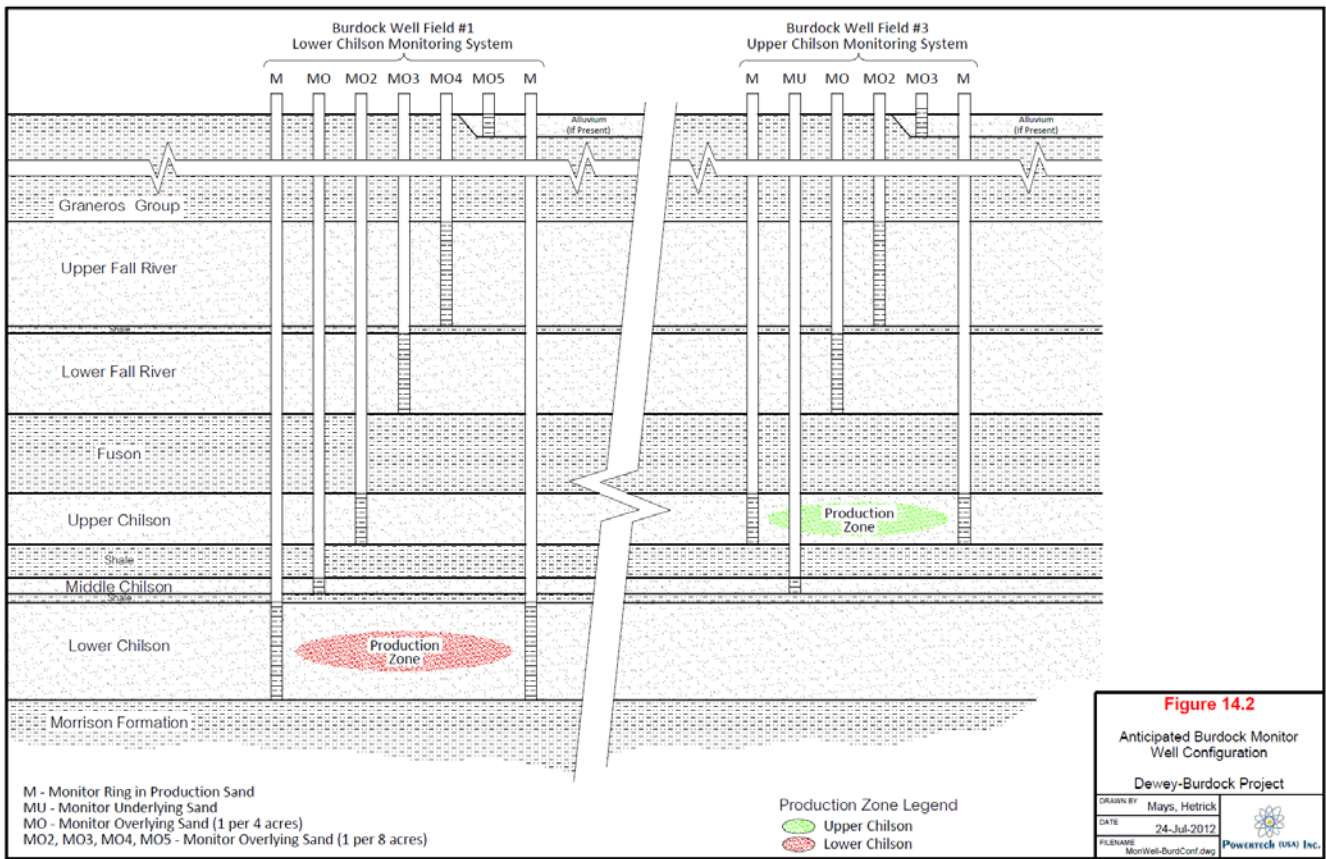 Burdock Well Field #1
Lower Chilson Monitoring System
M MO MO2 MO3 MO4 MO5 M
Burdock Well Field #3
Upper Chilson Monitoring System
M MU MO MO2 MO3 M
Alluvium
(If Present)
Alluvium
(If Present)
Graneros Group
Upper Fall River
Shale
Lower Fall River
Fuson
Upper Chilson
Production
Zone
Shale
Middle Chilson
Shale
Lower Chilson
Production
Zone
Morrison Formation
M - Monitor Ring in Production Sand
MU - Monitor Underlying Sand
MO - Monitor Overlying Sand (1 per 4 acres)
MO2, MO3, MO4, MO5 - Monitor Overlying Sand (1 per 8 acres)
Production Zone Legend
Upper Chilson
Lower Chilson
Figure 14.2
Anticipated Burdock Monitor
Well Configuration
Dewey-Burdock Project
DRAWN BY Mays, Hetrick
DATE 24-Jul-2012
FILENAME MonWell-BurdConf.dwg
POWERTECH (USA) INC.